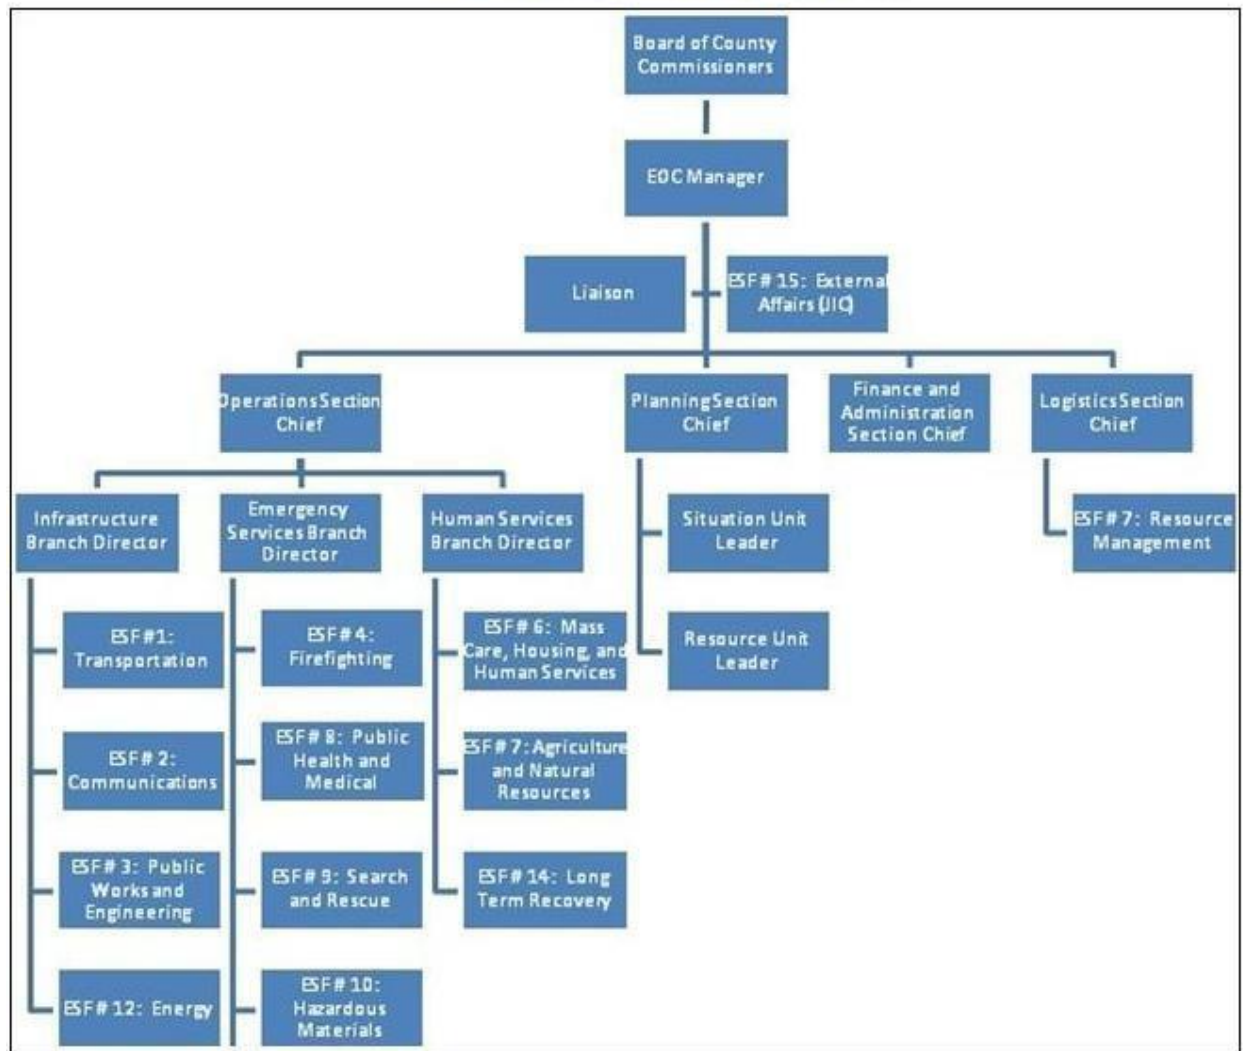 Board of County
Commissioners
EOC Manager
Liaison
ESF# 15: External
Affairs (JIC)
Operations Section
Chief
Planning Section
Chief
Finance and
Administration
Section Chief
Logistics Section
Chief
Infrastructure
Branch Director
Emergency
Services Branch
Director
Human Services
Branch Director
Situation Unit
Leader
ESF# 7: Resource
Management
ESF#1:
Transportation
ESF# 4:
Firefighting
ESF# 6: Mass
Care, Housing, and
Human Services
Resource Unit
Leader
ESF# 2:
Communications
ESF# 8: Public
Health and
Medical
ESF# 7: Agriculture
and Natural
Resources
ESF# 3: Public
Works and
Engineering
ESF# 9: Search
and Rescue
ESF# 14: Long
Term Recovery
ESF# 12: Energy
ESF# 10:
Hazardous
Materials